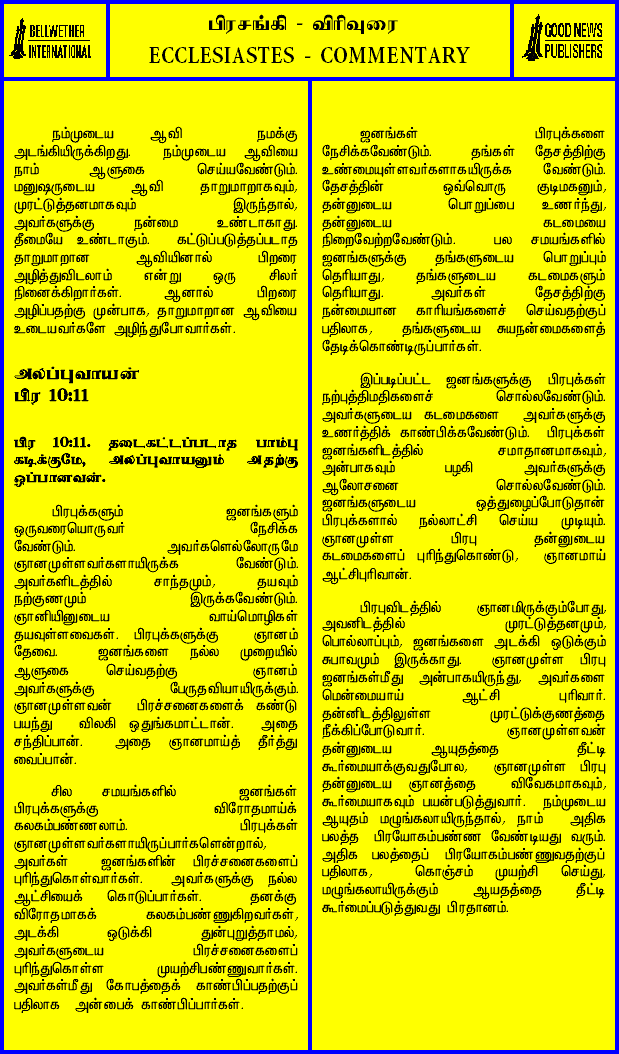 BELLWETHER
INTERNATIONAL
பிரசங்கி - விரிவுரை
ECCLESIASTES - COMMENTARY
GOOD NEWS
PUBLISHERS
நம்முடைய ஆவி நமக்கு
அடங்கியிருக்கிறது. நம்முடைய ஆவியை
நாம் ஆளுகை செய்யவேண்டும்.
மனுஷருடைய ஆவி தாறுமாறாகவும்,
முரட்டுத்தனமாகவும் இருந்தால்,
அவர்களுக்கு நன்மை உண்டாகாது.
தீமையே உண்டாகும். கட்டுப்படுத்தப்படாத
தாறுமாறான ஆவியினால் பிறரை
அழித்துவிடலாம் என்று ஒரு சிலர்
நினைக்கிறார்கள். ஆனால் பிறரை
அழிப்பதற்கு முன்பாக, தாறுமாறான ஆவியை
உடையவர்களே அழிந்துபோவார்கள்.
அலப்புவாயன்
பிர 10:11
பிர 10:11. தடைகட்டப்படாத பாம்பு
கடிக்குமே, அலப்புவாயனும் அதற்கு
ஒப்பானவன்.
பிரபுக்களும் ஜனங்களும்
ஒருவரையொருவர் நேசிக்க
வேண்டும். அவர்களெல்லோருமே
ஞானமுள்ளவர்களாயிருக்க வேண்டும்.
அவர்களிடத்தில் சாந்தமும், தயவும்
நற்குணமும் இருக்கவேண்டும்.
ஞானியினுடைய வாய்மொழிகள்
தயவுள்ளவைகள். பிரபுக்களுக்கு ஞானம்
தேவை. ஜனங்களை நல்ல முறையில்
ஆளுகை செய்வதற்கு ஞானம்
அவர்களுக்கு பேருதவியாயிருக்கும்.
ஞானமுள்ளவன் பிரச்சனைகளைக் கண்டு
பயந்து விலகி ஒதுங்கமாட்டான். அதை
சந்திப்பான். அதை ஞானமாய்த் தீர்த்து
வைப்பான்.
சில சமயங்களில் ஜனங்கள்
பிரபுக்களுக்கு விரோதமாய்க்
கலகம்பண்ணலாம். பிரபுக்கள்
ஞானமுள்ளவர்களாயிருப்பார்களென்றால்,
அவர்கள் ஜனங்களின் பிரச்சனைகளைப்
புரிந்துகொள்வார்கள். அவர்களுக்கு நல்ல
ஆட்சியைக் கொடுப்பார்கள். தனக்கு
விரோதமாகக் கலகம்பண்ணுகிறவர்கள்,
அடக்கி ஒடுக்கி துன்புறுத்தாமல்,
அவர்களுடைய பிரச்சனைகளைப்
புரிந்துகொள்ள முயற்சிபண்ணுவார்கள்.
அவர்கள்மீது கோபத்தைக் காண்பிப்பதற்குப்
பதிலாக அன்பைக் காண்பிப்பார்கள்.
ஜனங்கள் பிரபுக்களை
நேசிக்கவேண்டும். தங்கள் தேசத்திற்கு
உண்மையுள்ளவர்களாகயிருக்க வேண்டும்.
தேசத்தின் ஒவ்வொரு குடிமகனும்,
தன்னுடைய பொறுப்பை உணர்ந்து,
தன்னுடைய கடமையை
நிறைவேற்றவேண்டும். பல சமயங்களில்
ஜனங்களுக்கு தங்களுடைய பொறுப்பும்
தெரியாது, தங்களுடைய கடமைகளும்
தெரியாது. அவர்கள் தேசத்திற்கு
நன்மையான காரியங்களைச் செய்வதற்குப்
பதிலாக, தங்களுடைய சுயநன்மைகளைத்
தேடிக்கொண்டிருப்பார்கள்.
இப்படிப்பட்ட ஜனங்களுக்கு பிரபுக்கள்
நற்புத்திமதிகளைச் சொல்லவேண்டும்.
அவர்களுடைய கடமைகளை அவர்களுக்கு
உணர்த்திக் காண்பிக்கவேண்டும். பிரபுக்கள்
ஜனங்களிடத்தில் சமாதானமாகவும்,
அன்பாகவும் பழகி அவர்களுக்கு
ஆலோசனை சொல்லவேண்டும்.
ஜனங்களுடைய ஒத்துழைப்போடுதான்
பிரபுக்களால் நல்லாட்சி செய்ய முடியும்.
ஞானமுள்ள பிரபு தன்னுடைய
கடமைகளைப் புரிந்துகொண்டு, ஞானமாய்
ஆட்சிபுரிவான்.
பிரபுவிடத்தில் ஞானமிருக்கும்போது,
அவனிடத்தில் முரட்டுத்தனமும்,
பொல்லாப்பும், ஜனங்களை அடக்கி ஒடுக்கும்
சுபாவமும் இருக்காது. ஞானமுள்ள பிரபு
ஜனங்கள்மீது அன்பாகயிருந்து, அவர்களை
மென்மையாய் ஆட்சி புரிவார்.
தன்னிடத்திலுள்ள முரட்டுக்குணத்தை
நீக்கிப்போடுவார். ஞானமுள்ளவன்
தன்னுடைய ஆயுதத்தை தீட்டி
கூர்மையாக்குவதுபோல, ஞானமுள்ள பிரபு
தன்னுடைய ஞானத்தை விவேகமாகவும்,
கூர்மையாகவும் பயன்படுத்துவார். நம்முடைய
ஆயுதம் மழுங்கலாயிருந்தால், நாம் அதிக
பலத்த பிரயோகம்பண்ண வேண்டியது வரும்.
அதிக பலத்தைப் பிரயோகம்பண்ணுவதற்குப்
பதிலாக, கொஞ்சம் முயற்சி செய்து,
மழுங்கலாயிருக்கும் ஆயதத்தை தீட்டி
கூர்மைப்படுத்துவது பிரதானம்.